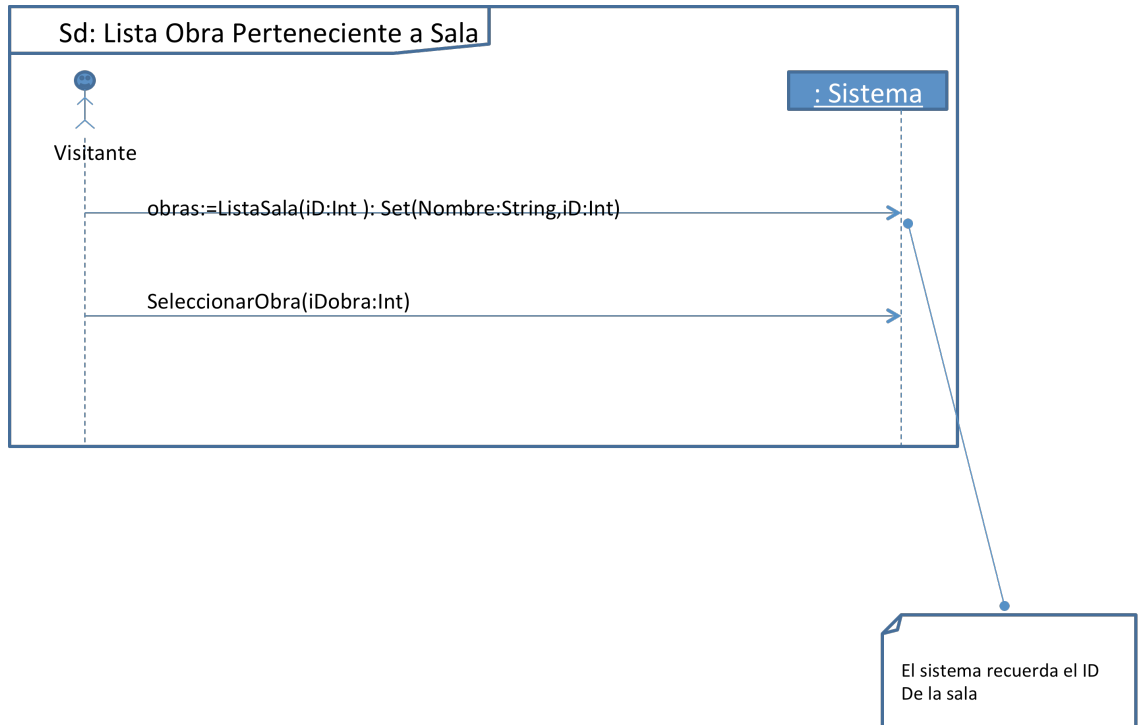 Sd: Lista Obra Perteneciente a Sala
: Sistema
Visitante
obras:=ListaSala(iD:Int ): Set(Nombre:String,iD:Int)
SeleccionarObra(iDobra:Int)
El sistema recuerda el ID
De la sala